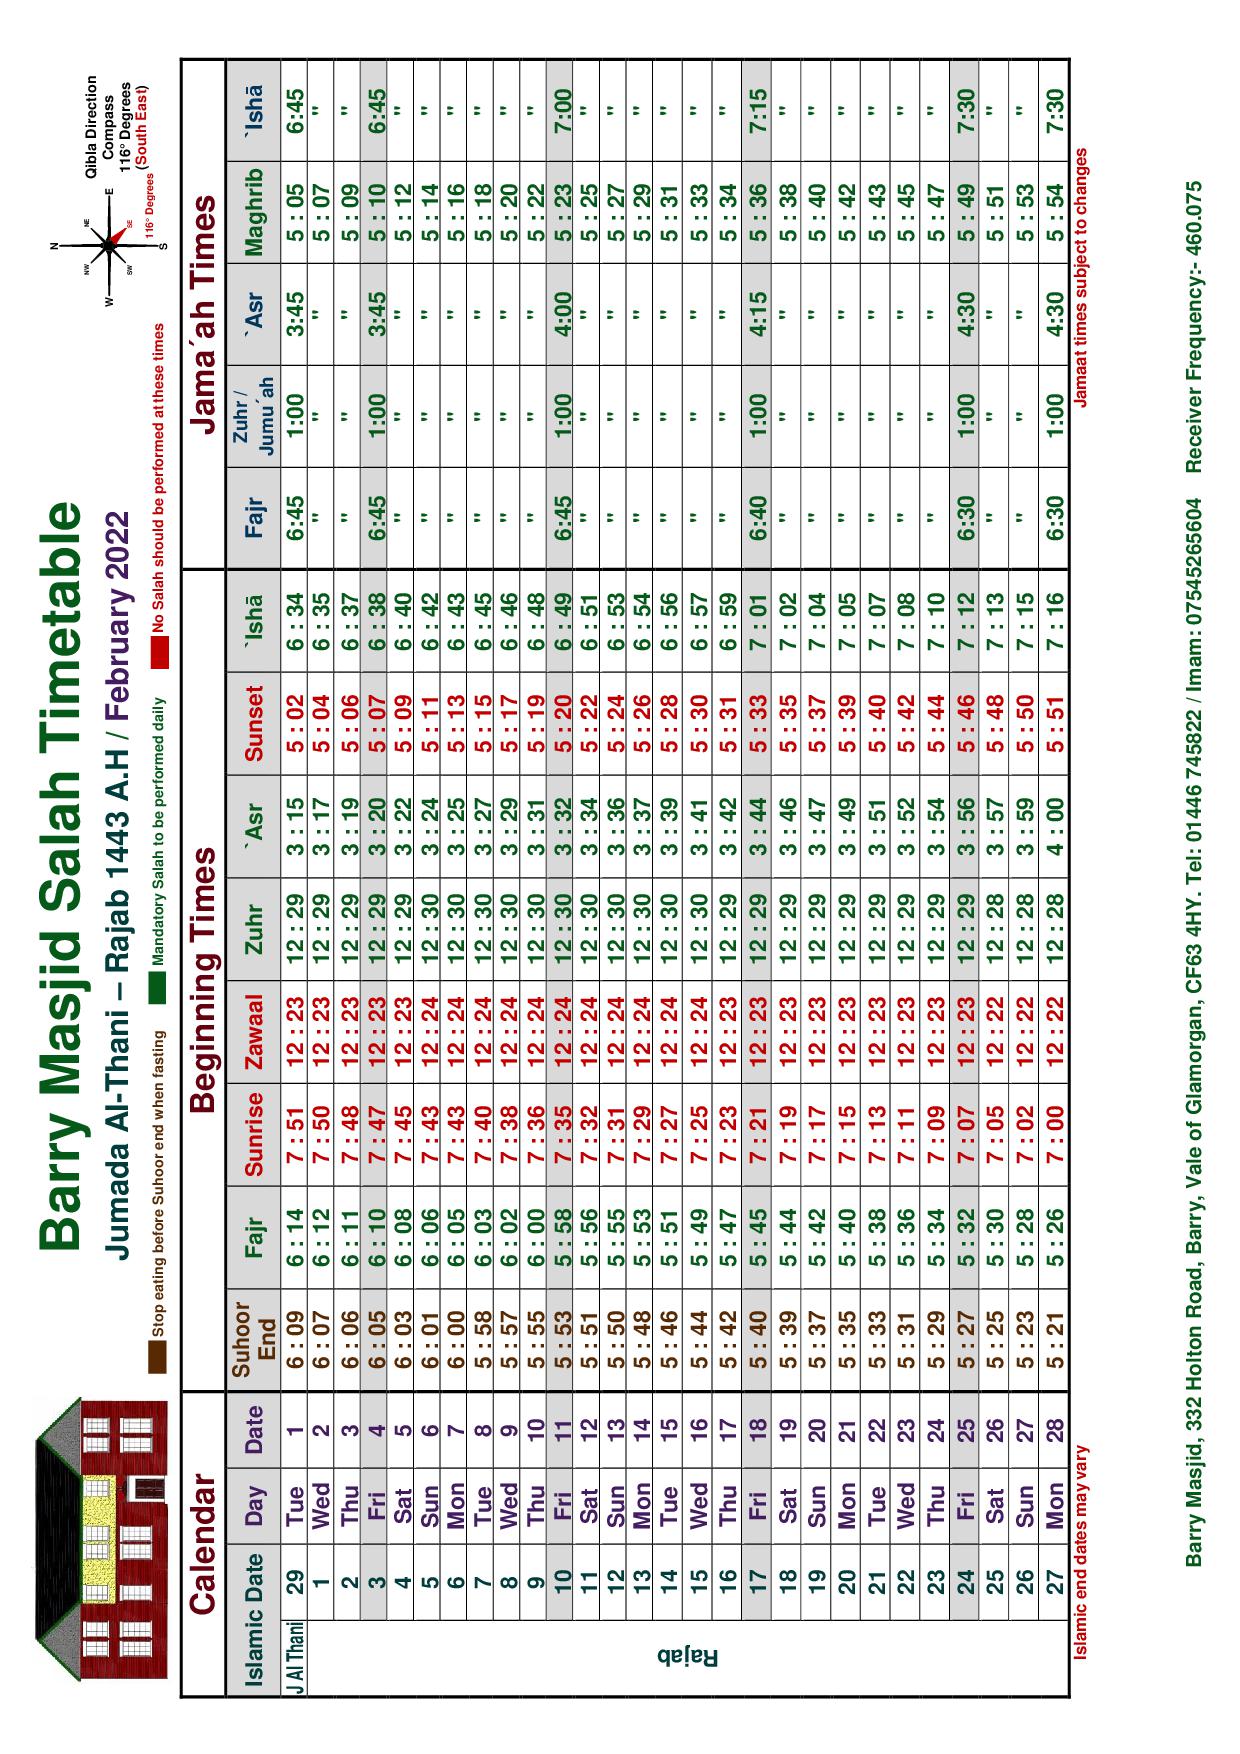 Barry Masjid Salah Timetable
Jumada Al-Thani – Rajab 1443 A.H / February 2022
Stop eating before Suhoor end when fasting Mandatory Salah to be performed daily No Salah should be performed at these times
N
NW NE
W E
SW SE
S
116° Degrees
Qibla Direction
Compass
116° Degrees
(South East)
Calendar Beginning Times Jama´ah Times
Islamic Date Day Date Suhoor End Fajr Sunrise Zawaal Zuhr `Asr Sunset `Ishā Fajr Zuhr / Jumu´ah `Asr Maghrib `Ishā
J Al Thani 29 Tue 1 6 : 09 6 : 14 7 : 51 12 : 23 12 : 29 3 : 15 5 : 02 6 : 34 6:45 1:00 3:45 5 : 05 6:45
Rajab
1 Wed 2 6 : 07 6 : 12 7 : 50 12 : 23 12 : 29 3 : 17 5 : 04 6 : 35 " " " 5 : 07 "
2 Thu 3 6 : 06 6 : 11 7 : 48 12 : 23 12 : 29 3 : 19 5 : 06 6 : 37 " " " 5 : 09 "
3 Fri 4 6 : 05 6 : 10 7 : 47 12 : 23 12 : 29 3 : 20 5 : 07 6 : 38 6:45 1:00 3:45 5 : 10 6:45
4 Sat 5 6 : 03 6 : 08 7 : 45 12 : 23 12 : 29 3 : 22 5 : 09 6 : 40 " " " 5 : 12 "
5 Sun 6 6 : 01 6 : 06 7 : 43 12 : 24 12 : 30 3 : 24 5 : 11 6 : 42 " " " 5 : 14 "
6 Mon 7 6 : 00 6 : 05 7 : 43 12 : 24 12 : 30 3 : 25 5 : 13 6 : 43 " " " 5 : 16 "
7 Tue 8 5 : 58 6 : 03 7 : 40 12 : 24 12 : 30 3 : 27 5 : 15 6 : 45 " " " 5 : 18 "
8 Wed 9 5 : 57 6 : 02 7 : 38 12 : 24 12 : 30 3 : 29 5 : 17 6 : 46 " " " 5 : 20 "
9 Thu 10 5 : 55 6 : 00 7 : 36 12 : 24 12 : 30 3 : 31 5 : 19 6 : 48 " " " 5 : 22 "
10 Fri 11 5 : 53 5 : 58 7 : 35 12 : 24 12 : 30 3 : 32 5 : 20 6 : 49 6:45 1:00 4:00 5 : 23 7:00
11 Sat 12 5 : 51 5 : 56 7 : 32 12 : 24 12 : 30 3 : 34 5 : 22 6 : 51 " " " 5 : 25 "
12 Sun 13 5 : 50 5 : 55 7 : 31 12 : 24 12 : 30 3 : 36 5 : 24 6 : 53 " " " 5 : 27 "
13 Mon 14 5 : 48 5 : 53 7 : 29 12 : 24 12 : 30 3 : 37 5 : 26 6 : 54 " " " 5 : 29 "
14 Tue 15 5 : 46 5 : 51 7 : 27 12 : 24 12 : 30 3 : 39 5 : 28 6 : 56 " " " 5 : 31 "
15 Wed 16 5 : 44 5 : 49 7 : 25 12 : 24 12 : 30 3 : 41 5 : 30 6 : 57 " " " 5 : 33 "
16 Thu 17 5 : 42 5 : 47 7 : 23 12 : 23 12 : 29 3 : 42 5 : 31 6 : 59 " " " 5 : 34 "
17 Fri 18 5 : 40 5 : 45 7 : 21 12 : 23 12 : 29 3 : 44 5 : 33 7 : 01 6:40 1:00 4:15 5 : 36 7:15
18 Sat 19 5 : 39 5 : 44 7 : 19 12 : 23 12 : 29 3 : 46 5 : 35 7 : 02 " " " 5 : 38 "
19 Sun 20 5 : 37 5 : 42 7 : 17 12 : 23 12 : 29 3 : 47 5 : 37 7 : 04 " " " 5 : 40 "
20 Mon 21 5 : 35 5 : 40 7 : 15 12 : 23 12 : 29 3 : 49 5 : 39 7 : 05 " " " 5 : 42 "
21 Tue 22 5 : 33 5 : 38 7 : 13 12 : 23 12 : 29 3 : 51 5 : 40 7 : 07 " " " 5 : 43 "
22 Wed 23 5 : 31 5 : 36 7 : 11 12 : 23 12 : 29 3 : 52 5 : 42 7 : 08 " " " 5 : 45 "
23 Thu 24 5 : 29 5 : 34 7 : 09 12 : 23 12 : 29 3 : 54 5 : 44 7 : 10 " " " 5 : 47 "
24 Fri 25 5 : 27 5 : 32 7 : 07 12 : 23 12 : 29 3 : 56 5 : 46 7 : 12 6:30 1:00 4:30 5 : 49 7:30
25 Sat 26 5 : 25 5 : 30 7 : 05 12 : 22 12 : 28 3 : 57 5 : 48 7 : 13 " " " 5 : 51 "
26 Sun 27 5 : 23 5 : 28 7 : 02 12 : 22 12 : 28 3 : 59 5 : 50 7 : 15 " " " 5 : 53 "
27 Mon 28 5 : 21 5 : 26 7 : 00 12 : 22 12 : 28 4 : 00 5 : 51 7 : 16 6:30 1:00 4:30 5 : 54 7:30
Islamic end dates may vary Jamaat times subject to changes
Barry Masjid, 332 Holton Road, Barry, Vale of Glamorgan, CF63 4HY. Tel: 01446 745822 / Imam: 07545265604 Receiver Frequency:- 460.075